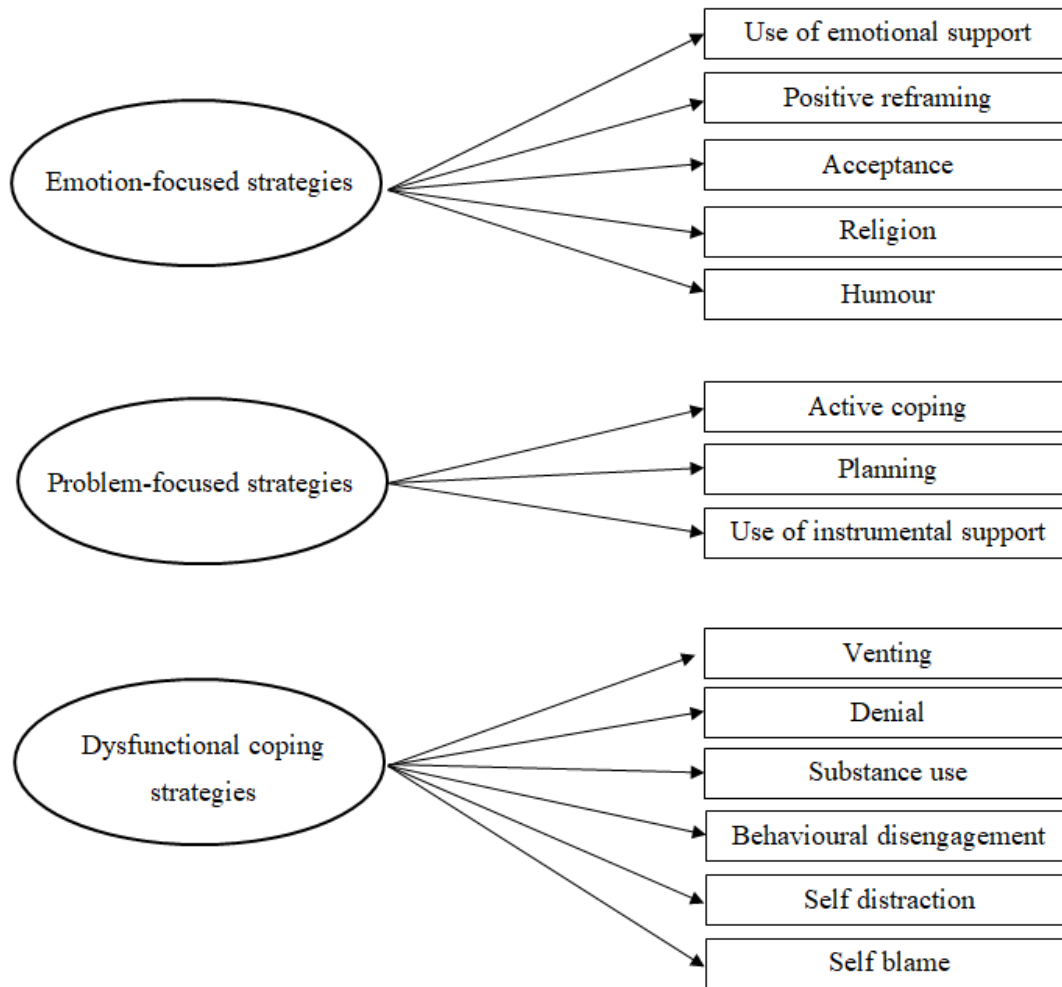 Emotion-focused strategies
Use of emotional support
Positive reframing
Acceptance
Religion
Humour
Problem-focused strategies
Active coping
Planning
Use of instrumental support
Dysfunctional coping
strategies
Venting
Denial
Substance use
Behavioural disengagement
Self distraction
Self blame